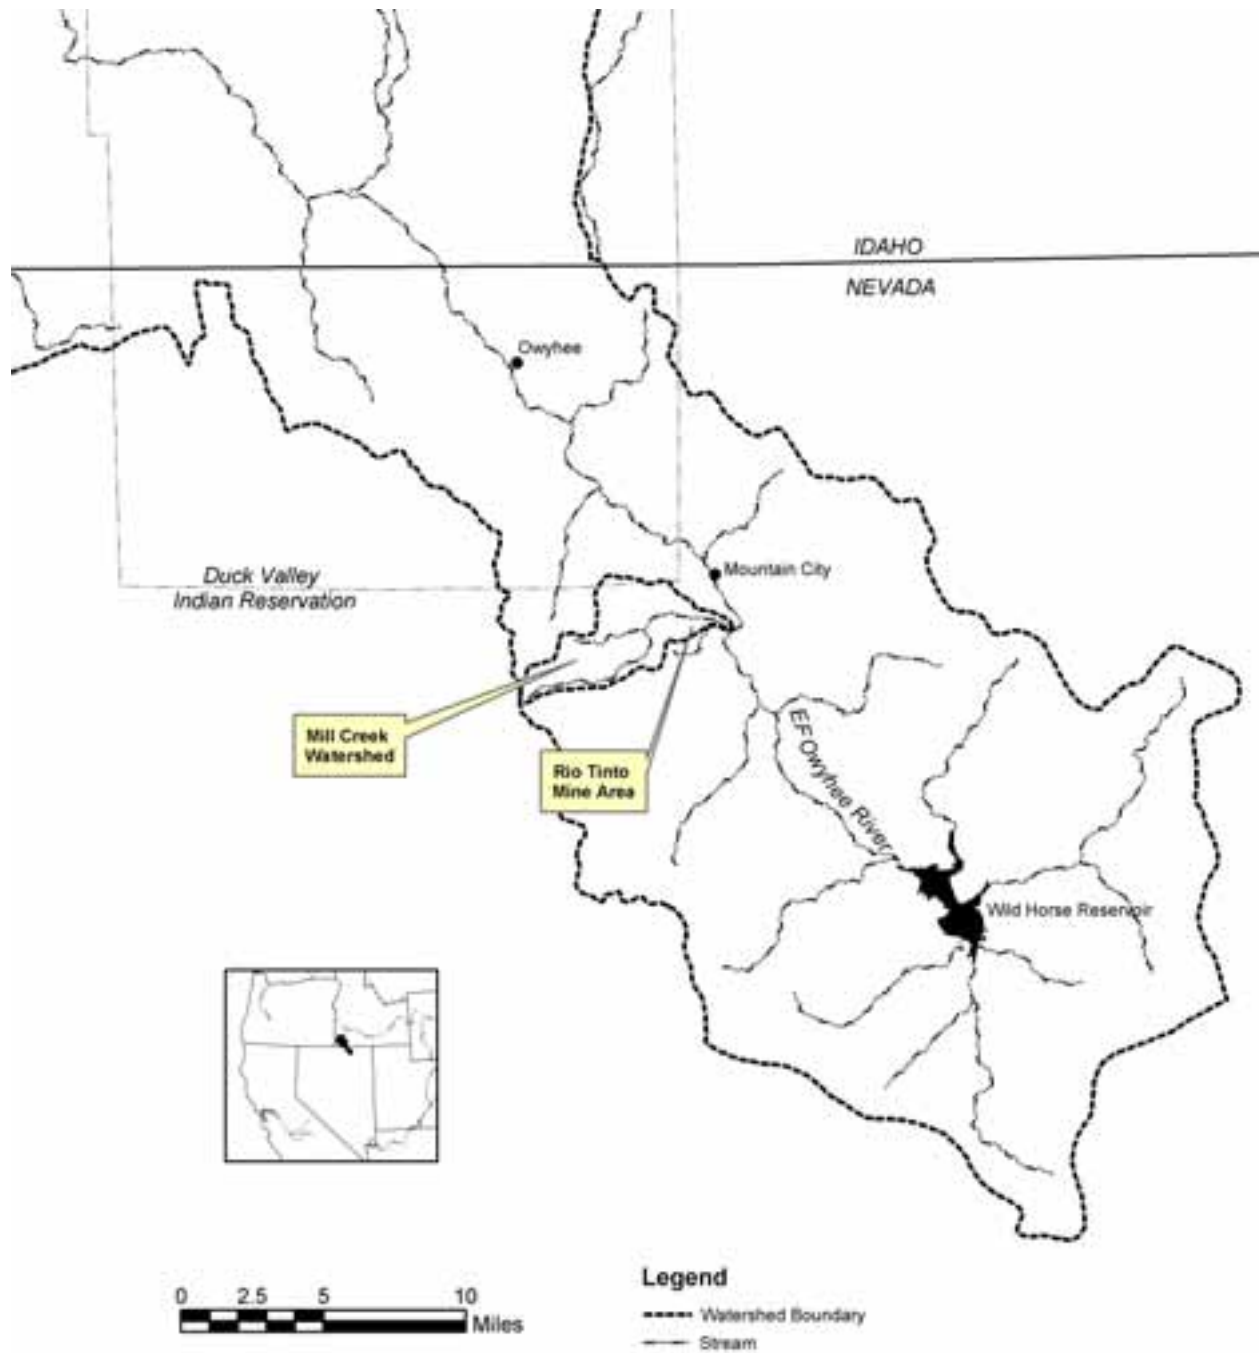 IDAHO
NEVADA
Owyhee
Mountain City
Duck Valley
Indian Reservation
Mill Creek
Watershed
Rio Tinto
Mine Area
EF Owyhee River
Wild Horse Reservoir
0 2.5 5 10
Miles
Legend
Watershed Boundary
Stream